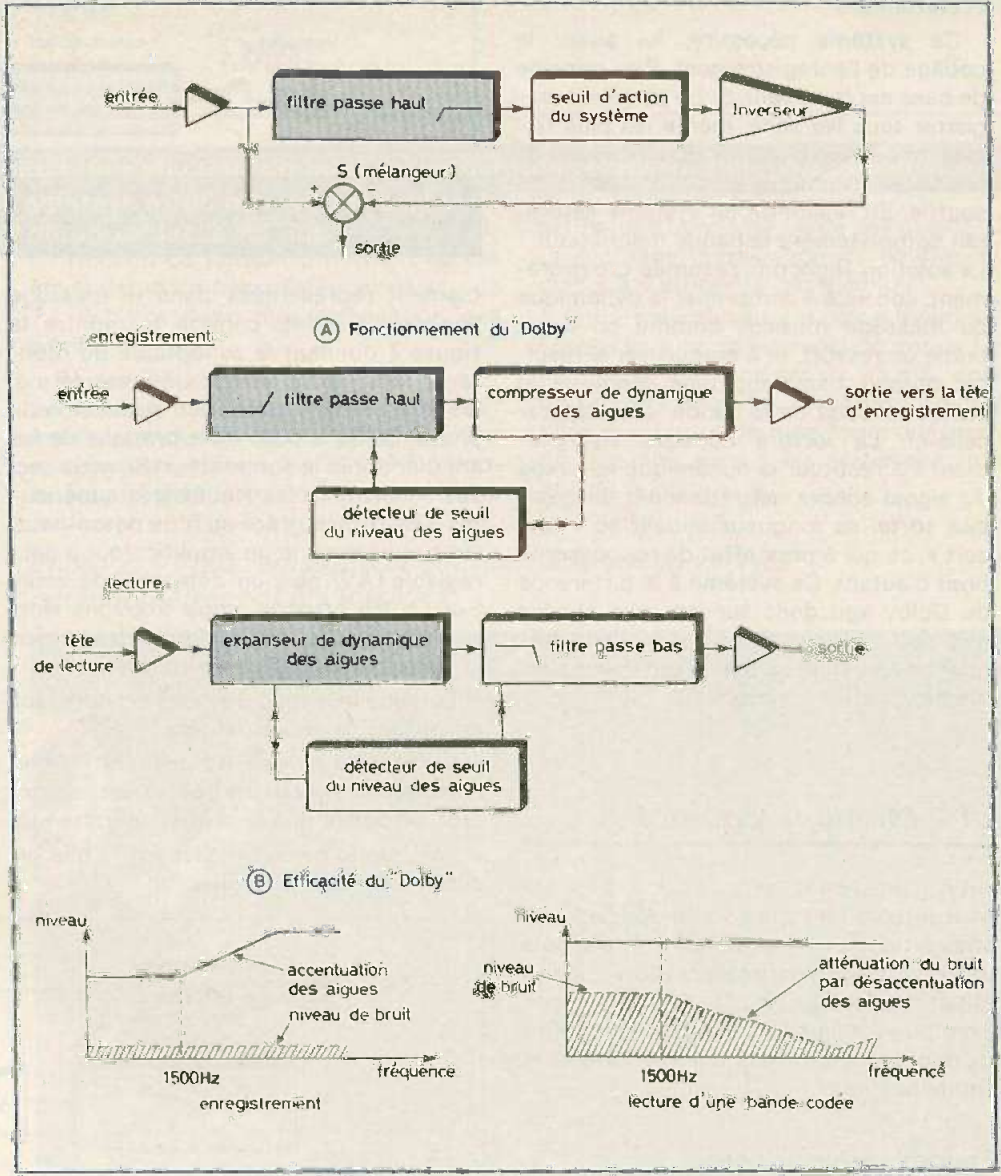 entrée
filtre passe haut
seuil d'action
du système
Inverseur
S (mélangeur)
+
-
sortie
A Fonctionnement du "Dolby"
enregistrement
entrée
filtre passe haut
compresseur de dynamique
des aigues
sortie vers la tête
d'enregistrement
détecteur de seuil
du niveau des aigues
lecture
tête
de lecture
expanseur de dynamique
des aigues
filtre passe bas
sortie
détecteur de seuil
du niveau des aigues
B Efficacité du "Dolby"
niveau
accentuation
des aigues
niveau de bruit
1500Hz
fréquence
enregistrement
niveau
niveau
de bruit
atténuation du bruit
par désaccentuation
des aigues
1500Hz
fréquence
lecture d'une bande codée